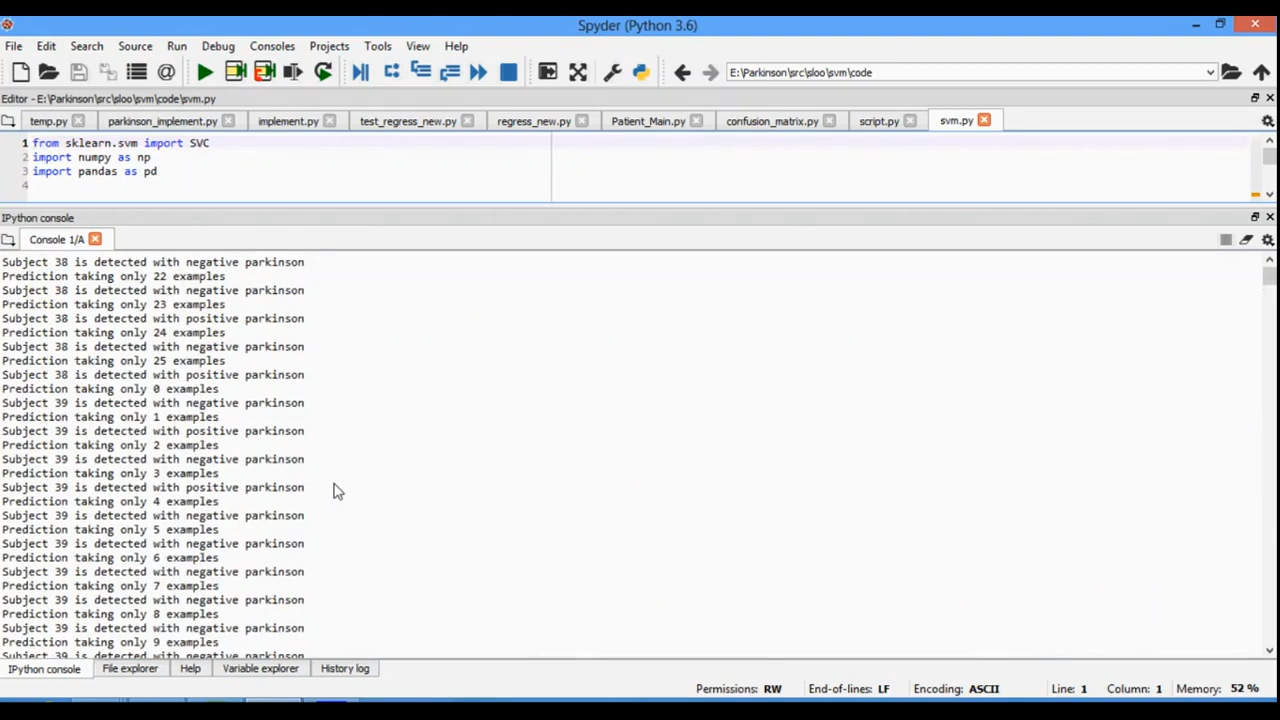 Spyder (Python 3.6)
File Edit Search Source Run Debug Consoles Projects Tools View Help
E:\Parkinson\src\sloo\svm\code
Editor - E:\Parkinson\src\sloo\svm\code\svm.py
temp.py parkinson_implement.py implement.py test_regress_new.py regress_new.py Patient_Main.py confusion_matrix.py script.py svm.py
1 from sklearn.svm import SVC
2 import numpy as np
3 import pandas as pd
4
IPython console
Console 1/A
Subject 38 is detected with negative parkinson
Prediction taking only 22 examples
Subject 38 is detected with negative parkinson
Prediction taking only 23 examples
Subject 38 is detected with positive parkinson
Prediction taking only 24 examples
Subject 38 is detected with negative parkinson
Prediction taking only 25 examples
Subject 38 is detected with positive parkinson
Prediction taking only 0 examples
Subject 39 is detected with negative parkinson
Prediction taking only 1 examples
Subject 39 is detected with positive parkinson
Prediction taking only 2 examples
Subject 39 is detected with negative parkinson
Prediction taking only 3 examples
Subject 39 is detected with positive parkinson
Prediction taking only 4 examples
Subject 39 is detected with negative parkinson
Prediction taking only 5 examples
Subject 39 is detected with negative parkinson
Prediction taking only 6 examples
Subject 39 is detected with negative parkinson
Prediction taking only 7 examples
Subject 39 is detected with negative parkinson
Prediction taking only 8 examples
Subject 39 is detected with negative parkinson
Prediction taking only 9 examples
Subject 39 is detected with negative parkinson
IPython console File explorer Help Variable explorer History log
Permissions: RW End-of-lines: LF Encoding: ASCII Line: 1 Column: 1 Memory: 52 %